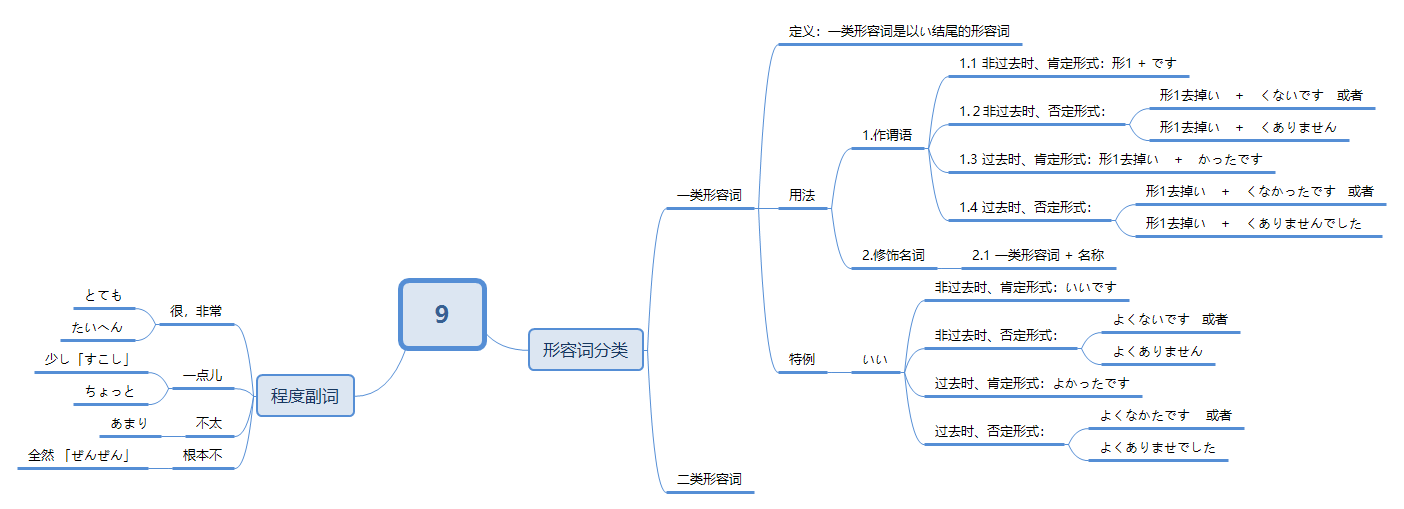 9
形容词分类
一类形容词
定义：一类形容词是以い结尾的形容词
用法
1.作谓语
1.1 非过去时、肯定形式：形1 + です
1.２非过去时、否定形式：
形1去掉い　+　くないです　或者
形1去掉い　+　くありません
1.3 过去时、肯定形式：形1去掉い　+　かったです
1.4 过去时、否定形式：
形1去掉い　+　くなかったです　或者
形1去掉い　+　くありませんでした
2.修饰名词
2.1 一类形容词 + 名称
特例
いい
非过去时、肯定形式：いいです
非过去时、否定形式：
よくないです　或者
よくありません
过去时、肯定形式：よかったです
过去时、否定形式：
よくなかたです　 或者
よくありませでした
二类形容词
程度副词
很，非常
とても
たいへん
一点儿
少し「すこし」
ちょっと
不太
あまり
根本不
全然 「ぜんぜん」